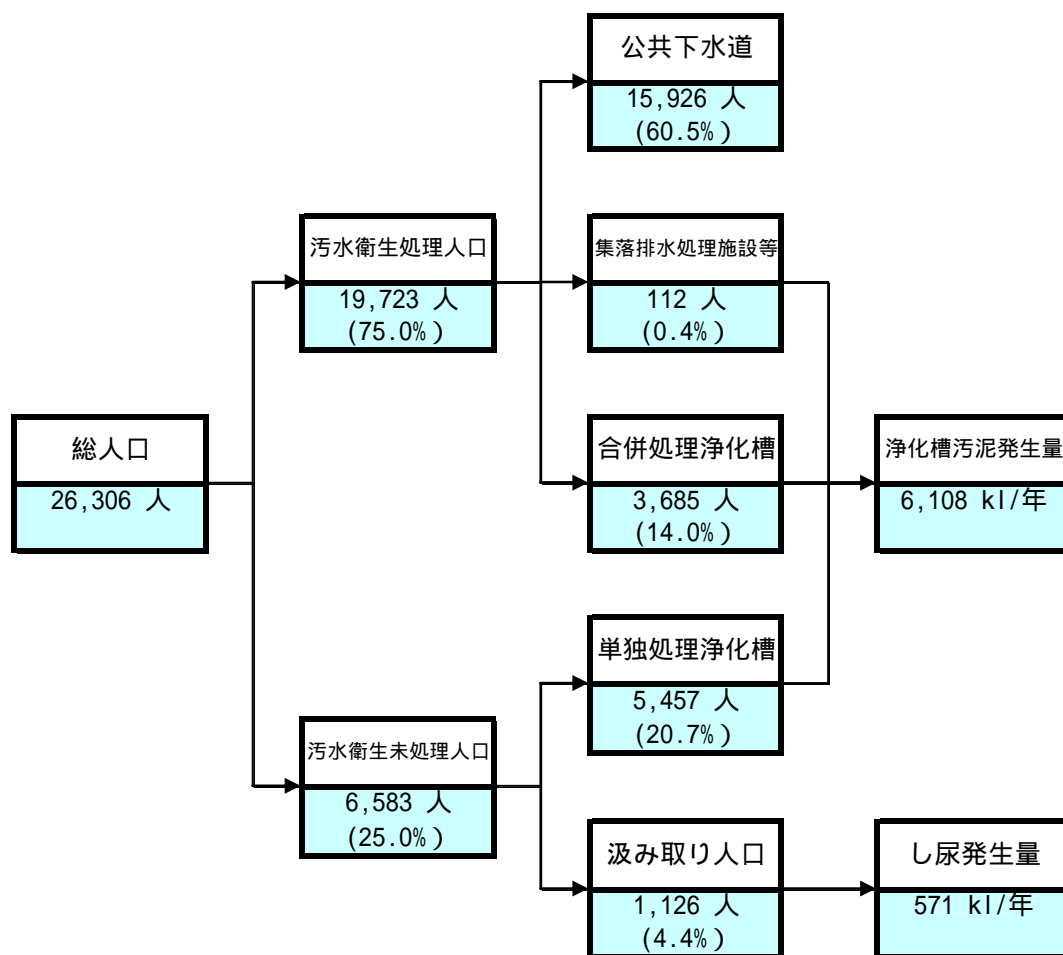 公共下水道
15,926 人
(60.5%)
汚水衛生処理人口
19,723 人
(75.0%)
集落排水処理施設等
112 人
(0.4%)
総人口
26,306 人
合併処理浄化槽
3,685 人
(14.0%)
浄化槽汚泥発生量
6,108 kl/年
単独処理浄化槽
5,457 人
(20.7%)
汚水衛生未処理人口
6,583 人
(25.0%)
汲み取り人口
1,126 人
(4.4%)
し尿発生量
571 kl/年